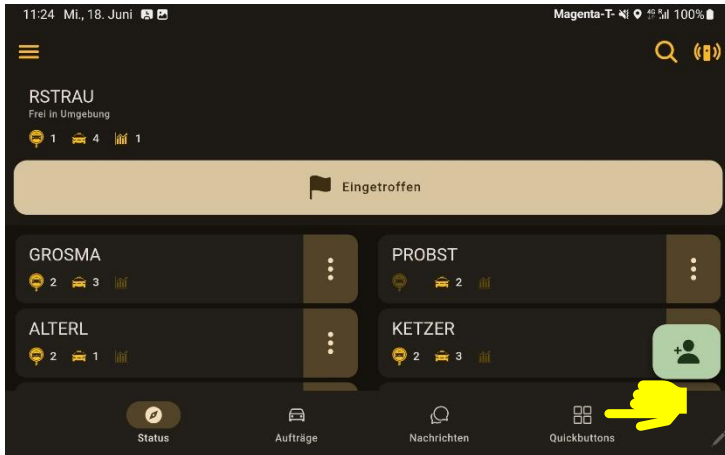 11:24 Mi., 18. Juni
Magenta-T- 100%
RSTRAU
Frei in Umgebung
1 4 1
Eingetroffen
GROSMA
2 3
PROBST
2
ALTERL
2 1
KETZER
2 3
Status
Aufträge
Nachrichten
Quickbuttons